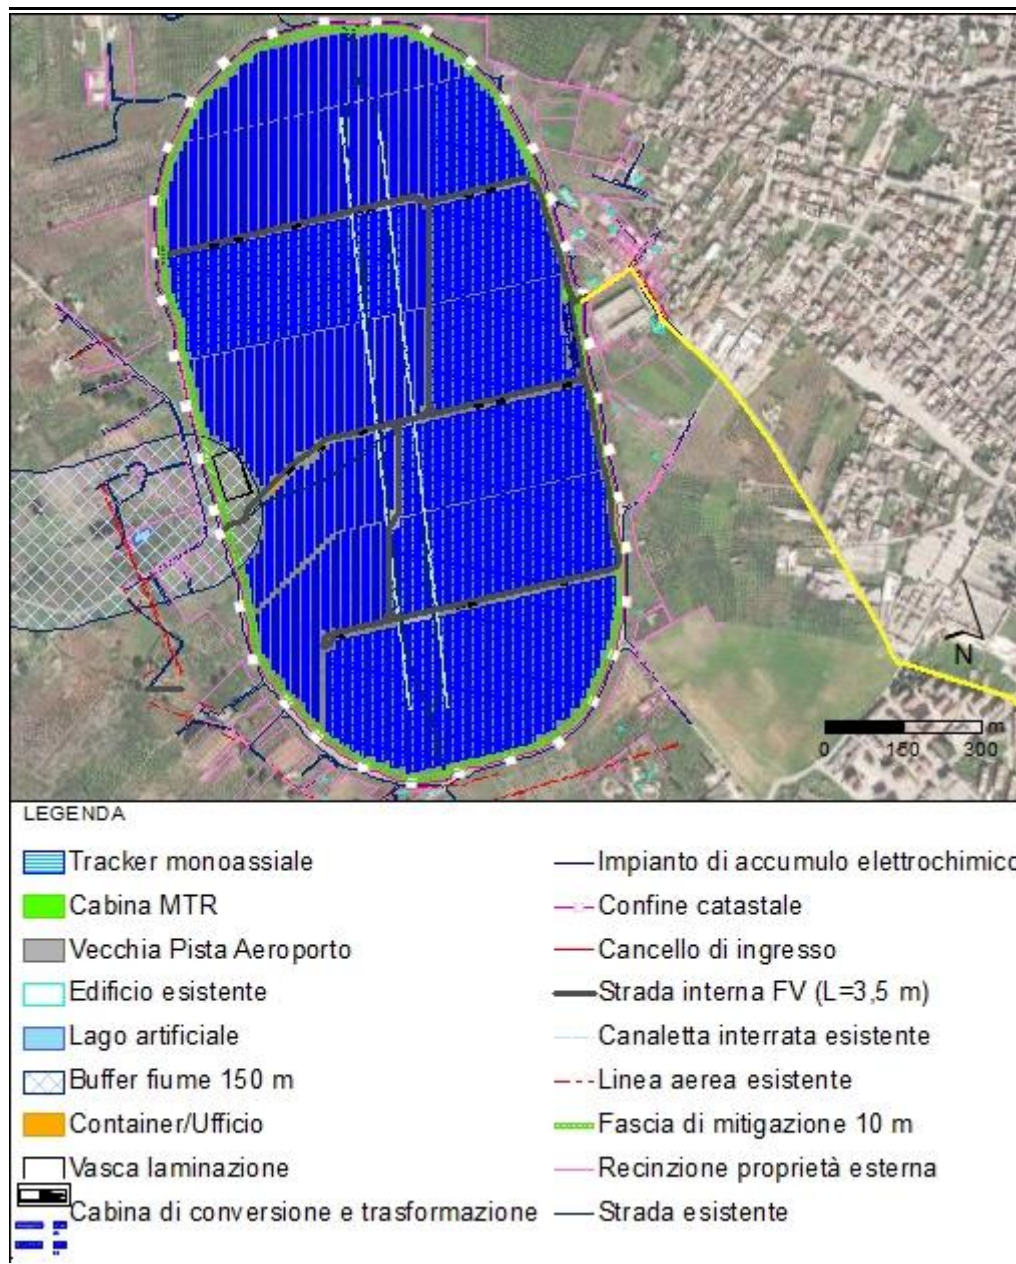 N
m
0 150 300
LEGENDA
Tracker monoassiale
Cabina MTR
Vecchia Pista Aeroporto
Edificio esistente
Lago artificiale
Buffer fiume 150 m
Container/Ufficio
Vasca laminazione
Cabina di conversione e trasformazione
Impianto di accumulo elettrochimico
Confine catastale
Cancello di ingresso
Strada interna FV (L=3,5 m)
Canaletta interrata esistente
Linea aerea esistente
Fascia di mitigazione 10 m
Recinzione proprietà esterna
Strada esistente